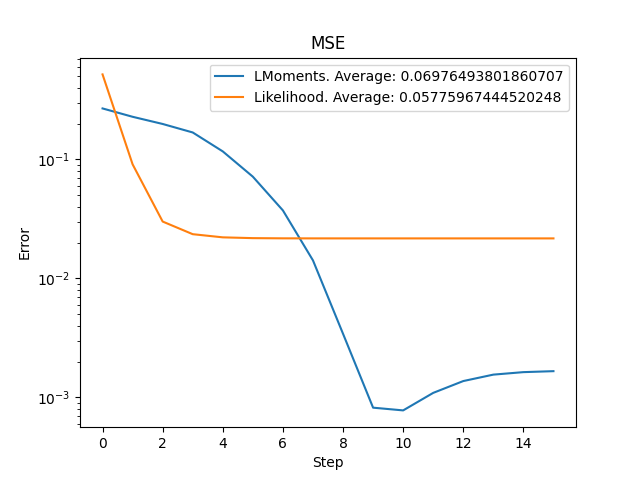 MSE
LMoments. Average: 0.06976493801860707
Likelihood. Average: 0.05775967444520248
Error
10⁻¹
10⁻²
10⁻³
0 2 4 6 8 10 12 14
Step